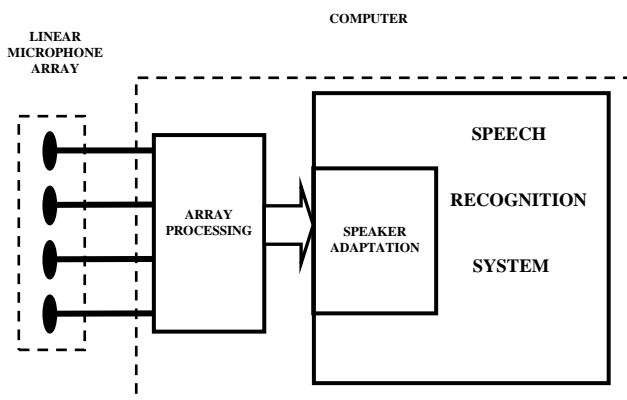 COMPUTER
LINEAR
MICROPHONE
ARRAY
ARRAY
PROCESSING
SPEAKER
ADAPTATION
SPEECH
RECOGNITION
SYSTEM